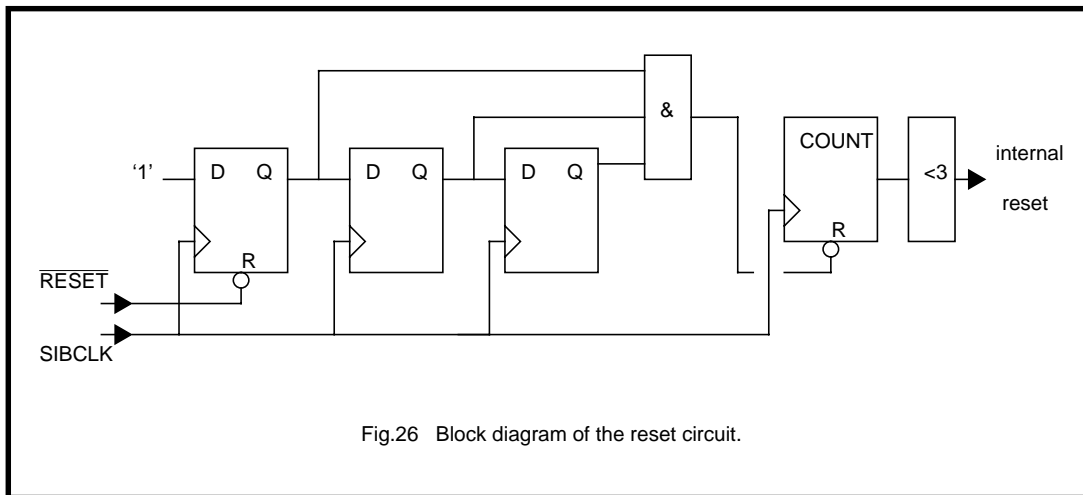 &
COUNT
<3
internal
reset
'1'
D Q
D Q
D Q
R
R
RESET
SIBCLK
Fig.26 Block diagram of the reset circuit.